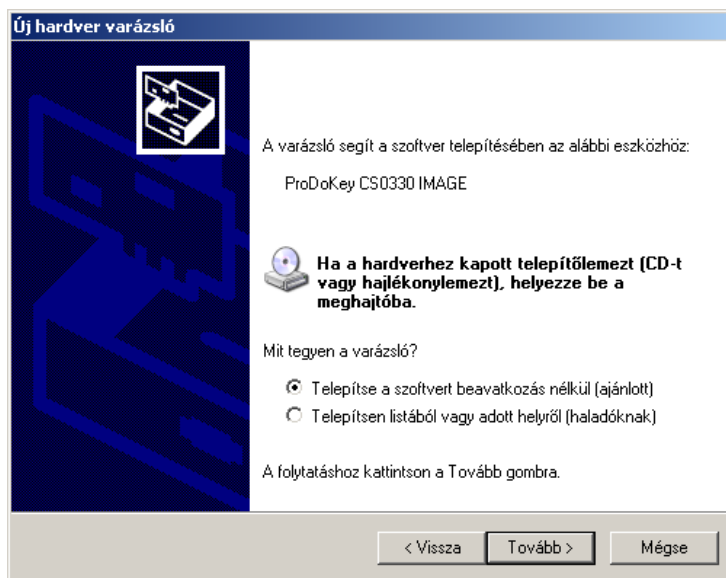 Új hardver varázsló
A varázsló segít a szoftver telepítésében az alábbi eszközhöz:
ProDoKey CS0330 IMAGE
Ha a hardverhez kapott telepítőlemezt (CD-t
vagy hajlékonylemezt), helyezze be a
meghajtóba.
Mit tegyen a varázsló?
Telepítse a szoftvert beavatkozás nélkül (ajánlott)
Telepítsen listából vagy adott helyről (haladóknak)
A folytatáshoz kattintson a Tovább gombra.
< Vissza
Tovább >
Mégse